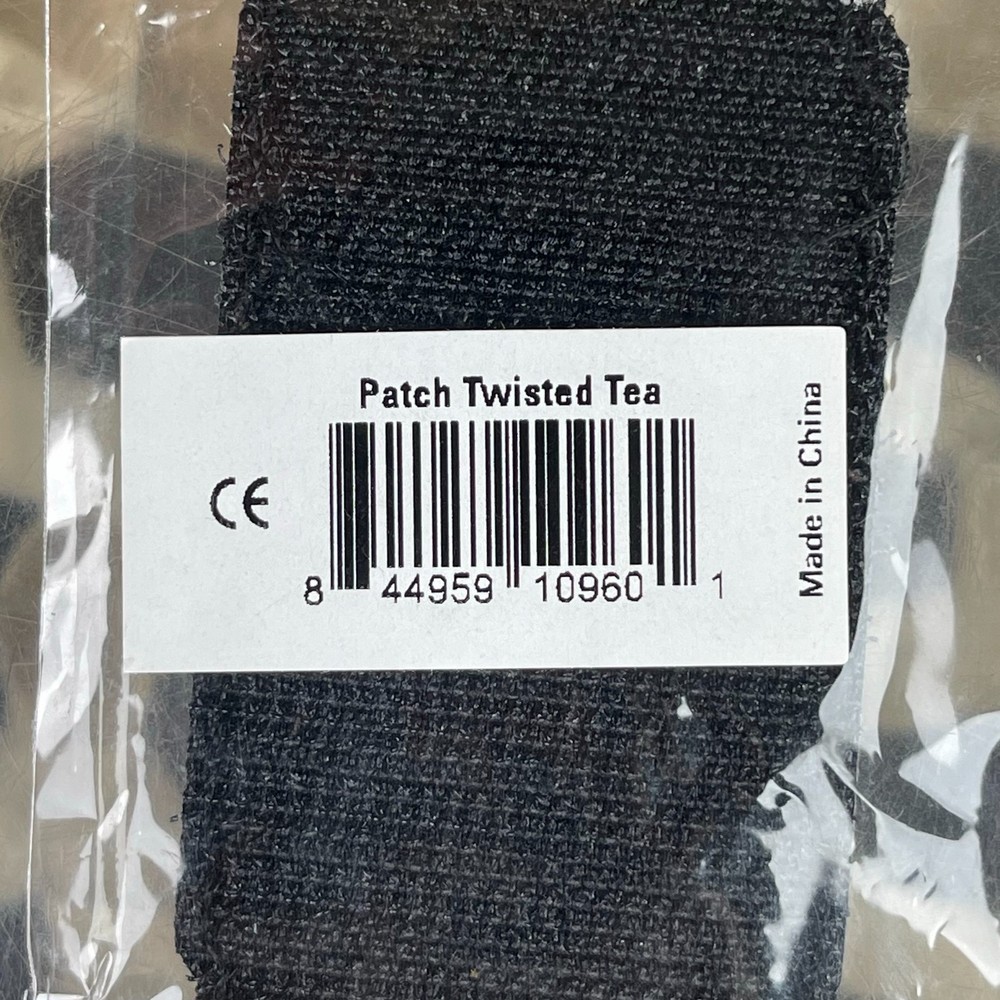 Patch Twisted Tea
CE
8 44959 10960 1
Made in China